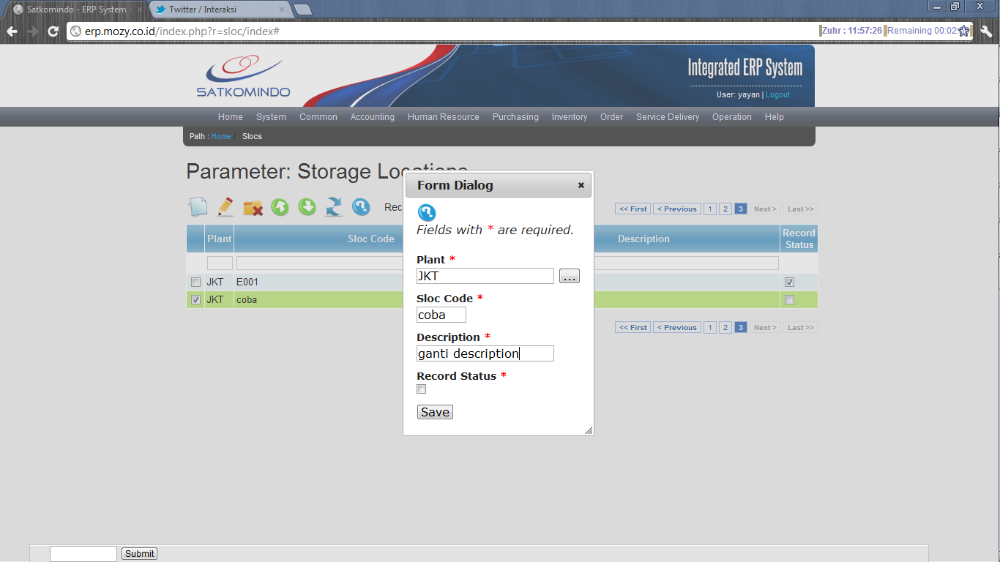 Satkomindo - ERP System -
Twitter / Interaksi
erp.mozy.co.id/index.php?r=sloc/index#
Zuhr : 11:57:26
Remaining 00:02:
SATKOMINDO
Integrated ERP System
User: yayan | Logout
Home System Common Accounting Human Resource Purchasing Inventory Order Service Delivery Operation Help
Path : Home / Slocs
Parameter: Storage Locations
Rec
<< First < Previous 1 2 3 Next > Last >>
Plant Sloc Code Description Record Status
JKT E001
JKT coba
<< First < Previous 1 2 3 Next > Last >>
Form Dialog
Fields with * are required.
Plant *
JKT ...
Sloc Code *
coba
Description *
ganti description
Record Status *
Save
Submit